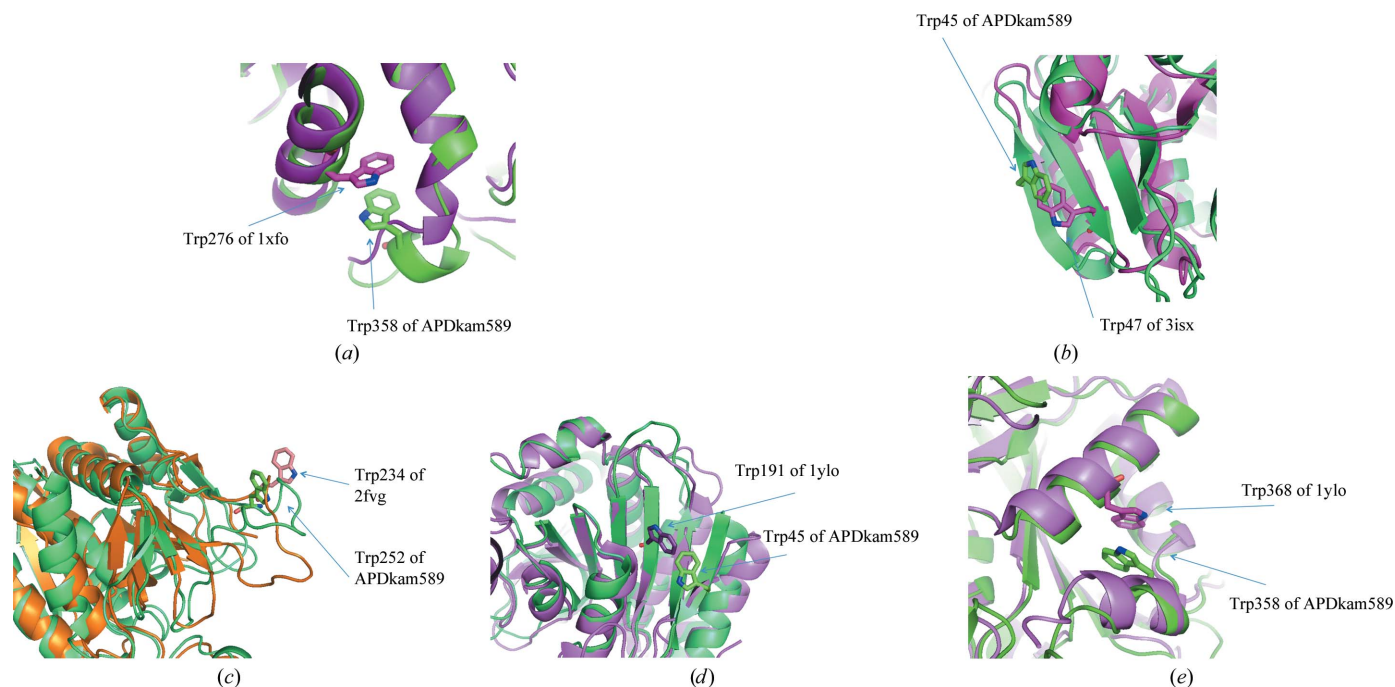 Trp45 of APDkam589
Trp276 of 1xfo
Trp358 of APDkam589
(a)
Trp47 of 3isx
(b)
Trp234 of
2fvg
Trp252 of
APDkam589
(c)
Trp191 of 1ylo
Trp45 of APDkam589
(d)
Trp368 of 1ylo
Trp358 of APDkam589
(e)